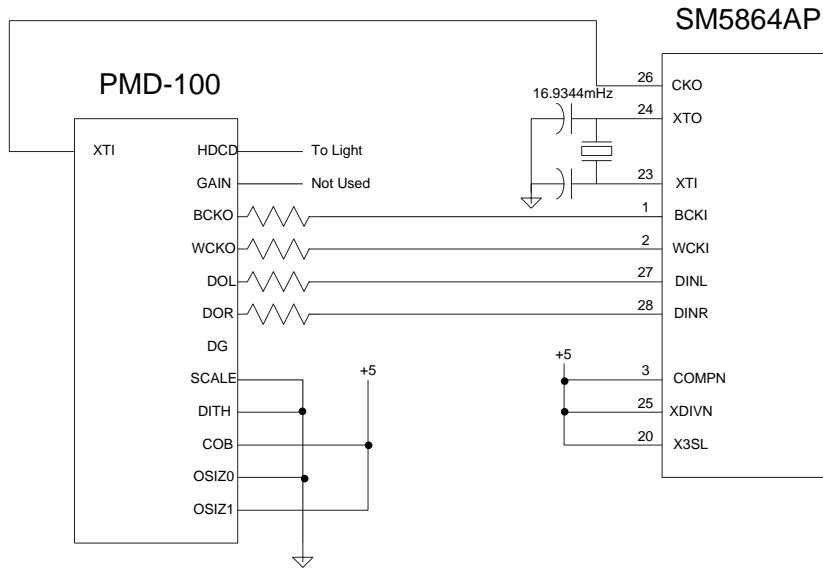 SM5864AP
PMD-100
16.9344mHz
26 CKO
24 XTO
XTI HDCD To Light
GAIN Not Used
23 XTI
BCKO 1 BCKI
WCKO 2 WCKI
DOL 27 DINL
DOR 28 DINR
DG
+5
SCALE +5 3 COMPN
DITH 25 XDIVN
COB 20 X3SL
OSIZ0
OSIZ1